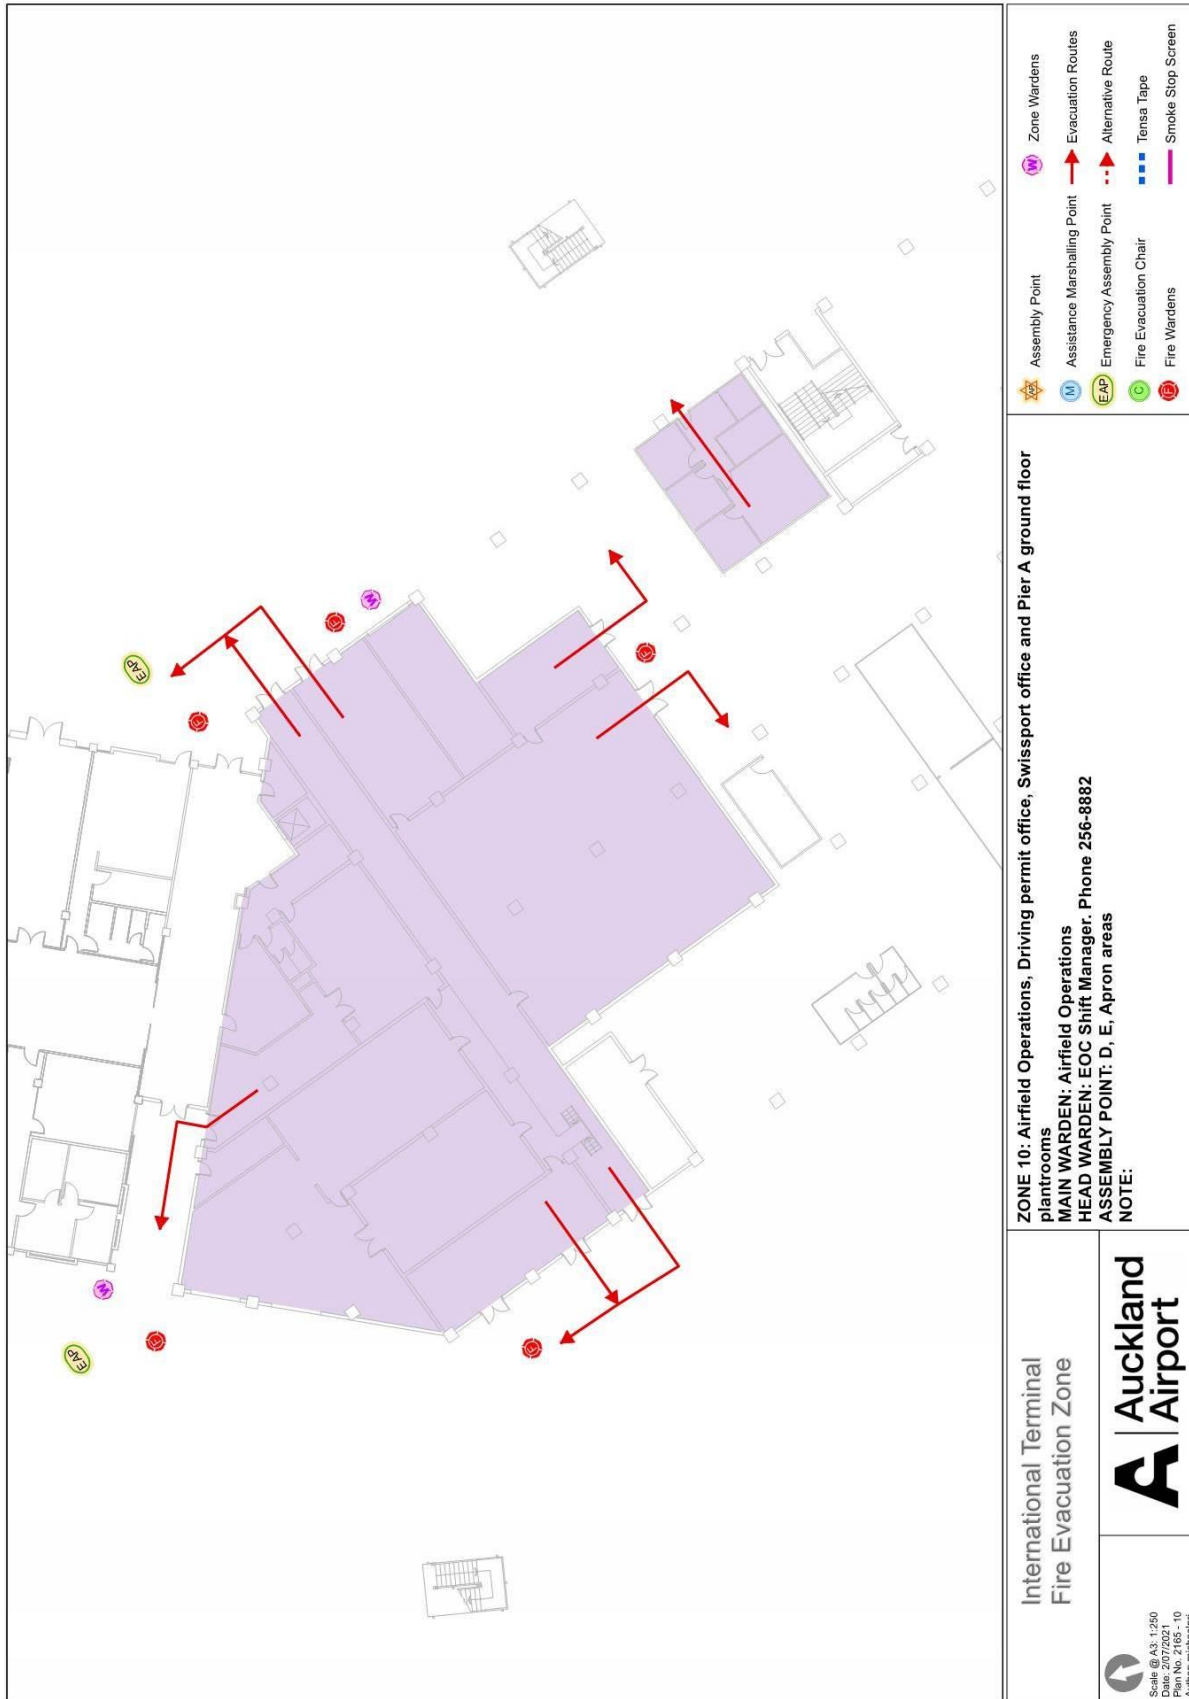 EAP
F
W
F
W
F
EAP
F
F
International Terminal
Fire Evacuation Zone
Scale @ A3: 1:250
Date: 2/07/2021
Plan No. 2165 - 10
A
Auckland
Airport
ZONE 10: Airfield Operations, Driving permit office, Swissport office and Pier A ground floor
plantrooms
MAIN WARDEN: Airfield Operations
HEAD WARDEN: EOC Shift Manager. Phone 256-8882
ASSEMBLY POINT: D, E, Apron areas
NOTE:
AP Assembly Point
M Assistance Marshalling Point
EAP Emergency Assembly Point
C Fire Evacuation Chair
F Fire Wardens
W Zone Wardens
Evacuation Routes
Alternative Route
Tensa Tape
Smoke Stop Screen